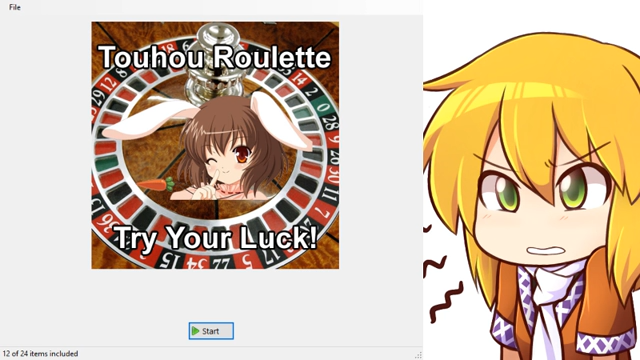 File
Touhou Roulette
Try Your Luck!
Start
12 of 24 items included